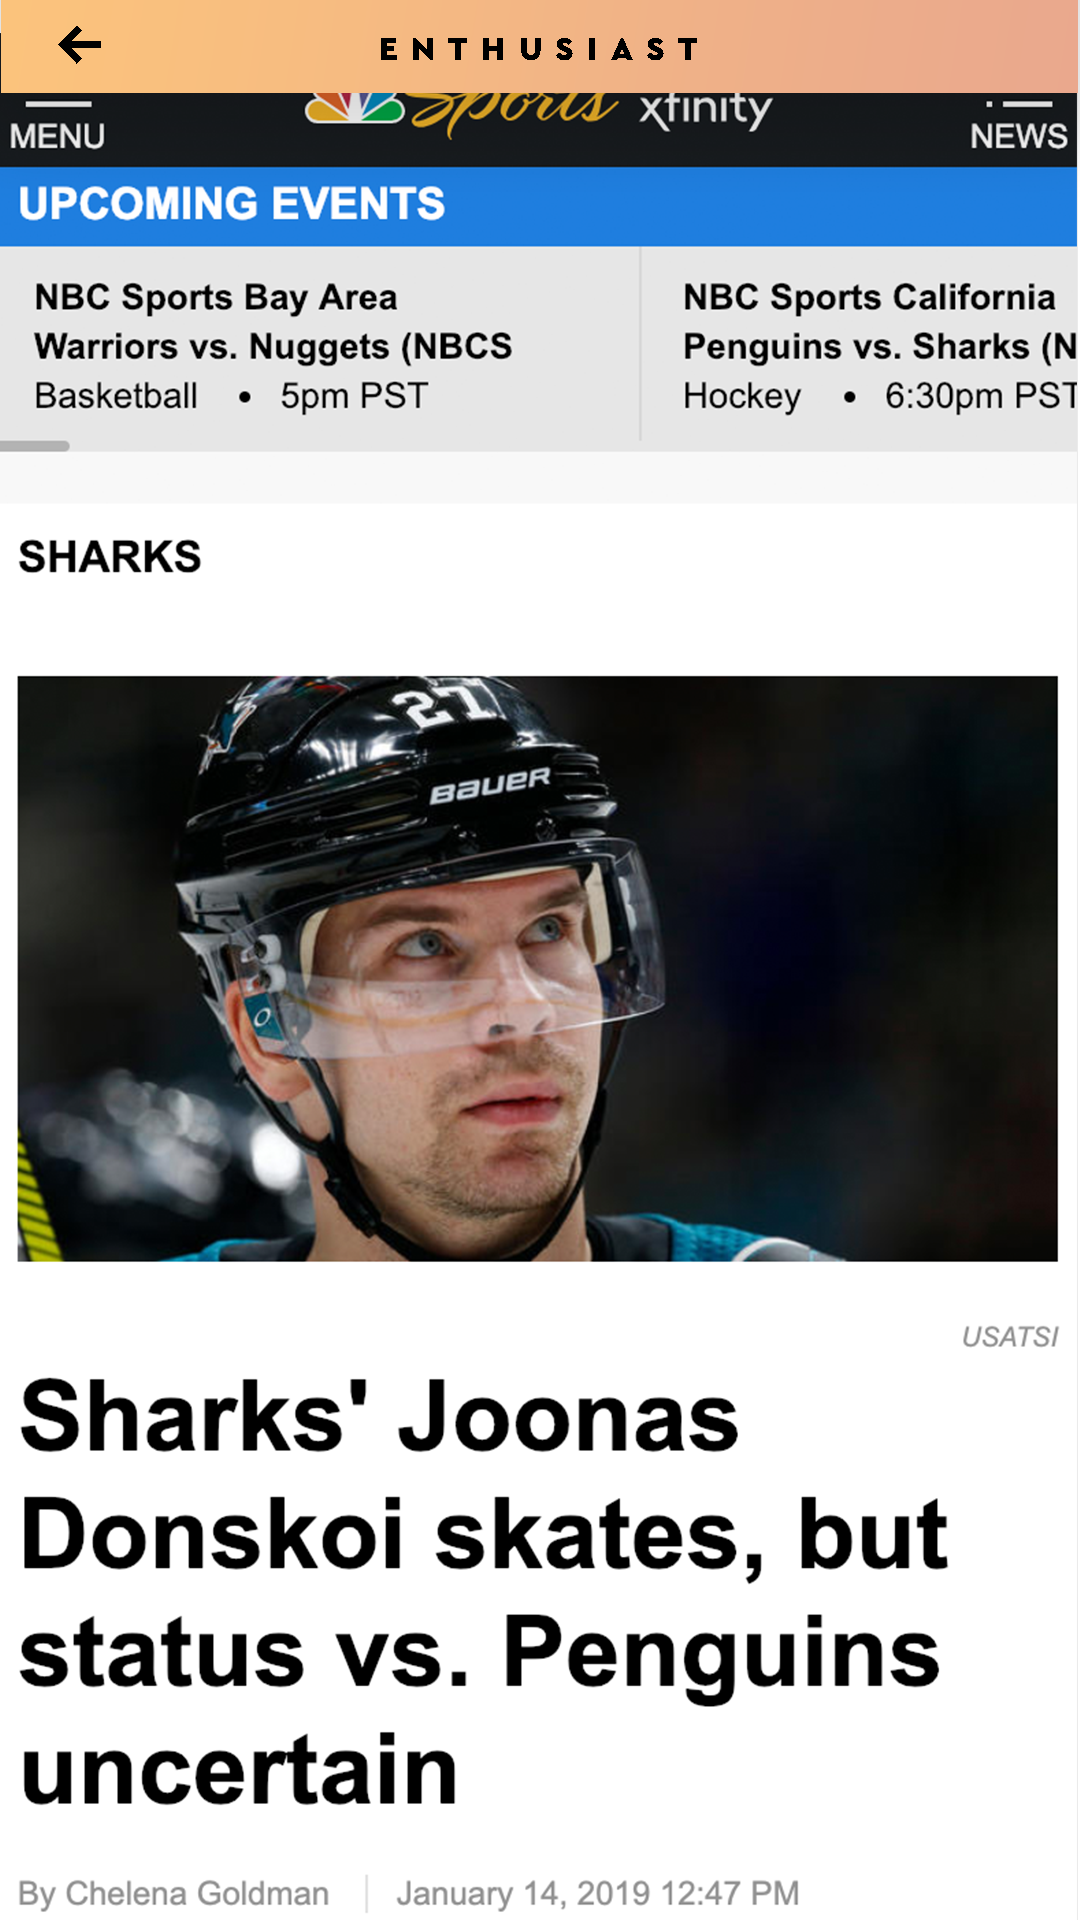 ENTHUSIAST
MENU
Sports xfinity
NEWS
UPCOMING EVENTS
NBC Sports Bay Area
Warriors vs. Nuggets (NBCS
Basketball • 5pm PST
NBC Sports California
Penguins vs. Sharks (N
Hockey • 6:30pm PST
SHARKS
27
BAUER
USATSI
Sharks' Joonas
Donskoi skates, but
status vs. Penguins
uncertain
By Chelena Goldman
January 14, 2019 12:47 PM